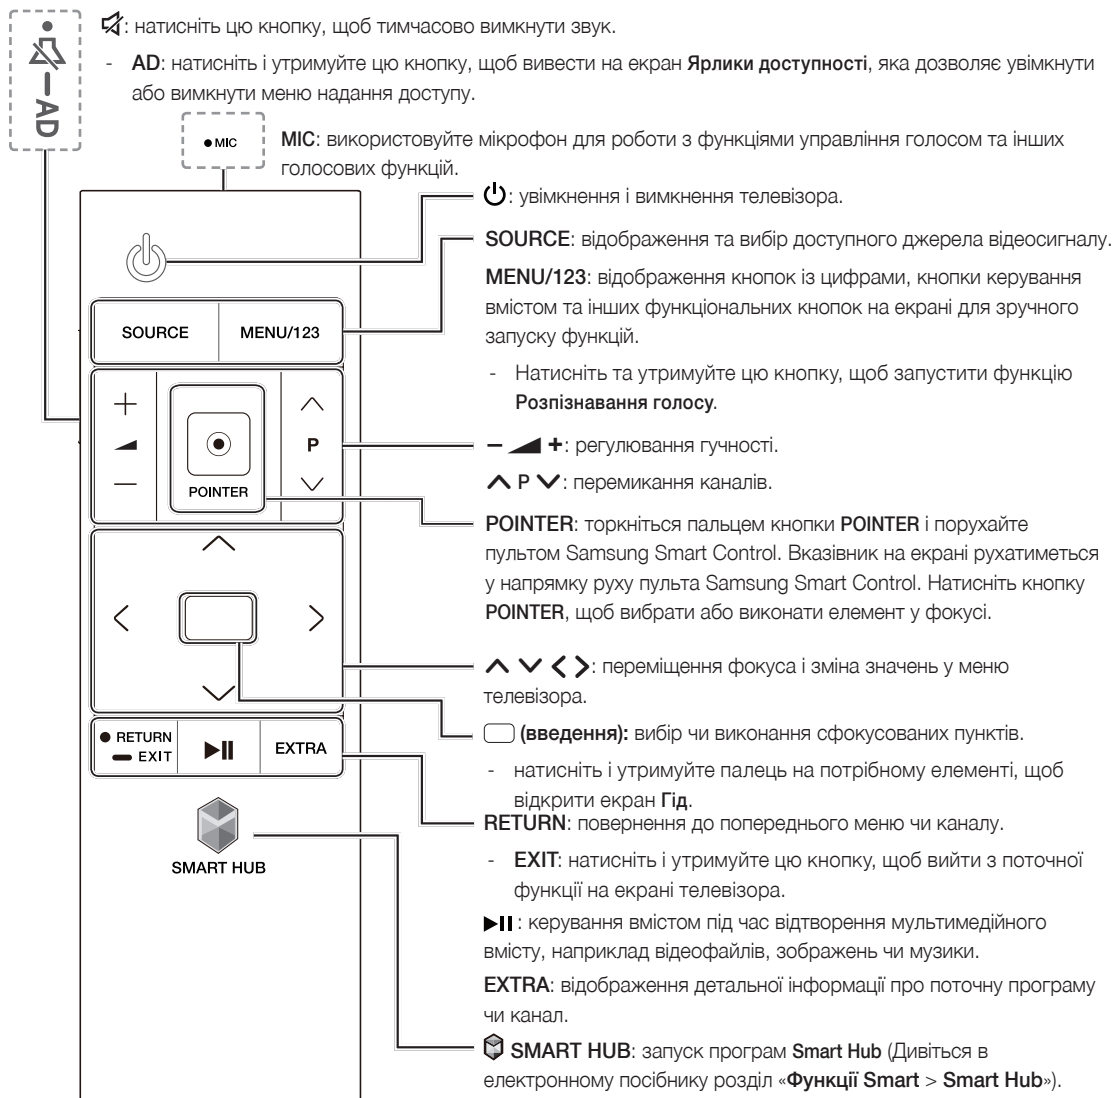 AD
: натисніть цю кнопку, щоб тимчасово вимкнути звук.
- AD: натисніть і утримуйте цю кнопку, щоб вивести на екран Ярлики доступності, яка дозволяє увімкнути
або вимкнути меню надання доступу.
MIC
MIC: використовуйте мікрофон для роботи з функціями управління голосом та інших
голосових функцій.
: увімкнення і вимкнення телевізора.
SOURCE: відображення та вибір доступного джерела відеосигналу.
MENU/123: відображення кнопок із цифрами, кнопки керування
вмістом та інших функціональних кнопок на екрані для зручного
запуску функцій.
- Натисніть та утримуйте цю кнопку, щоб запустити функцію
Розпізнавання голосу.
SOURCE
MENU/123
+
P
—
POINTER
– +: регулювання гучності.
P : перемикання каналів.
POINTER: торкніться пальцем кнопки POINTER і порухайте
пультом Samsung Smart Control. Вказівник на екрані рухатиметься
у напрямку руху пульта Samsung Smart Control. Натисніть кнопку
POINTER, щоб вибрати або виконати елемент у фокусі.
: переміщення фокуса і зміна значень у меню
телевізора.
(введення): вибір чи виконання сфокусованих пунктів.
- натисніть і утримуйте палець на потрібному елементі, щоб
відкрити екран Гід.
RETURN
EXIT
EXTRA
SMART HUB
RETURN: повернення до попереднього меню чи каналу.
- EXIT: натисніть і утримуйте цю кнопку, щоб вийти з поточної
функції на екрані телевізора.
: керування вмістом під час відтворення мультимедійного
вмісту, наприклад відеофайлів, зображень чи музики.
EXTRA: відображення детальної інформації про поточну програму
чи канал.
SMART HUB: запуск програм Smart Hub (Дивіться в
електронному посібнику розділ «Функції Smart > Smart Hub»).